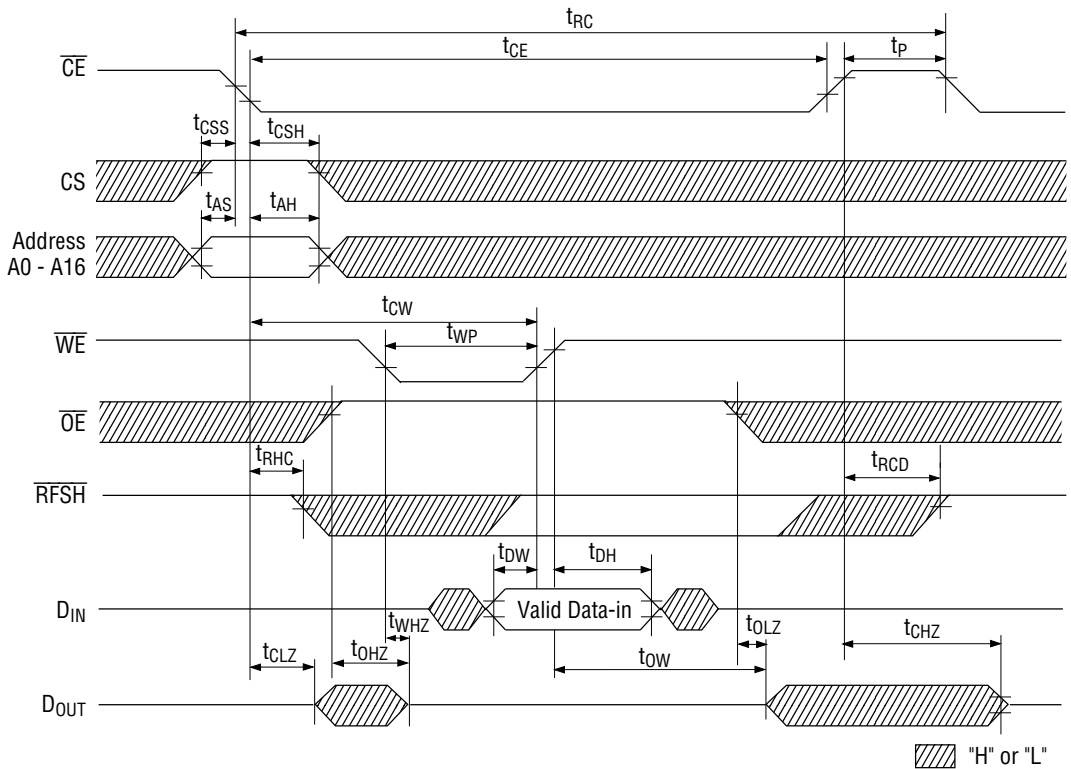 tRC
tCE
tP
CE
tCSS
tCSH
CS
tAS
tAH
Address
A0 - A16
tCW
WE
tWP
OE
tRHC
tRCD
RFSH
tDW
tDH
DIN
Valid Data-in
tWHZ
tOLZ
tCHZ
tCLZ
tOHZ
tOW
DOUT
"H" or "L"